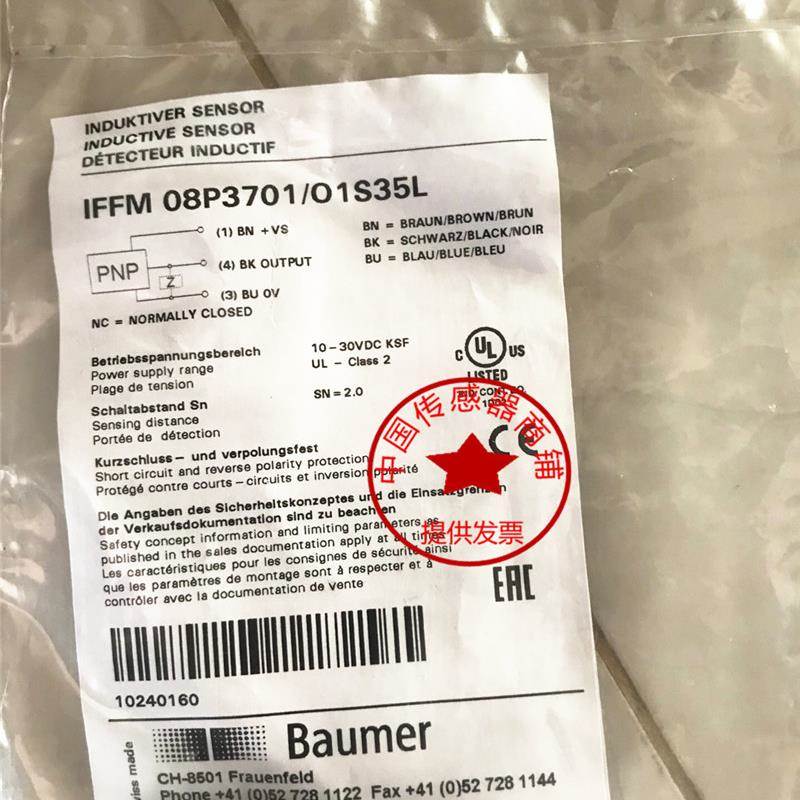 INDUKTIVER SENSOR
INDUCTIVE SENSOR
DÉTECTEUR INDUCTIF
IFFM 08P3701/O1S35L
PNP
(1) BN +VS
(4) BK OUTPUT
Z
(3) BU 0V
NC = NORMALLY CLOSED
BN = BRAUN/BROWN/BRUN
BK = SCHWARZ/BLACK/NOIR
BU = BLAU/BLUE/BLEU
Betriebsspannungsbereich
Power supply range
Plage de tension
10-30VDC KSF
UL - Class 2
C UL US
LISTED
Schaltabstand Sn
Sensing distance
Portée de détection
SN = 2.0
CE
Kurzschluss- und verpolungsfest
Short circuit and reverse polarity protection
Protégé contre courts-circuits et inversion polarité
Die Angaben des Sicherheitskonzeptes und die Einsatzgrenzen
der Verkaufsdokumentation sind zu beachten
Safety concept information and limiting parameters as
published in the sales documentation apply at all times
Les caractéristiques pour les consignes de sécurité ainsi
que les paramètres de montage sont à respecter et à
contrôler avec la documentation de vente
中国传感器商铺
提供发票
EAC
10240160
Baumer
CH-8501 Frauenfeld
Phone +41 (0)52 728 1122 Fax +41 (0)52 728 1144
made